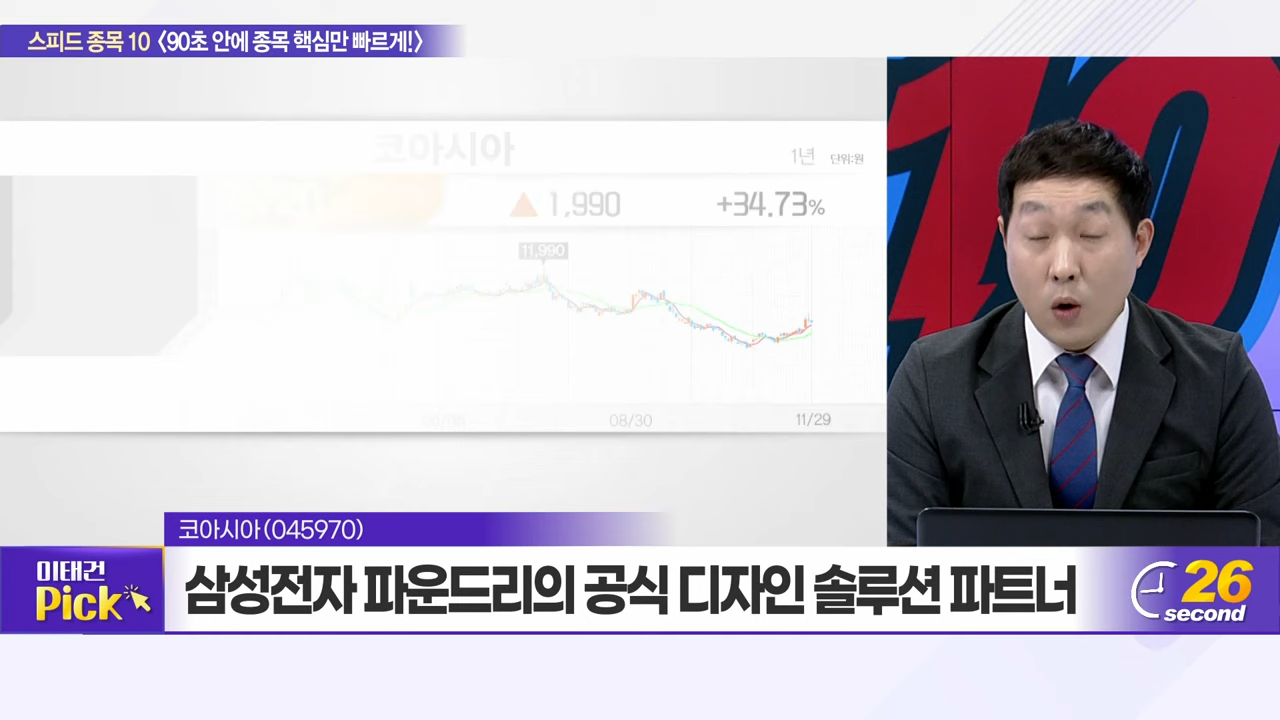 스피드 종목 10 〈90초 안에 종목 핵심만 빠르게!〉
코아시아
1년 단위:원
▲ 1,990 +34.73%
11,990
08/30 11/29
코아시아(045970)
이태건
Pick
삼성전자 파운드리의 공식 디자인 솔루션 파트너
26
second
10